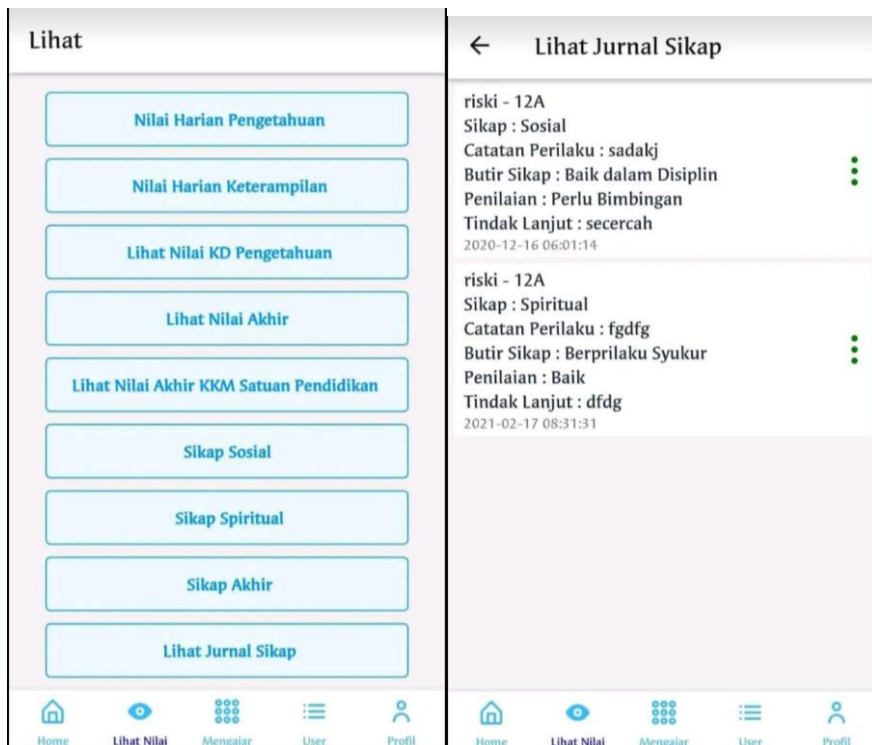 Lihat
Nilai Harian Pengetahuan
Nilai Harian Keterampilan
Lihat Nilai KD Pengetahuan
Lihat Nilai Akhir
Lihat Nilai Akhir KKM Satuan Pendidikan
Sikap Sosial
Sikap Spiritual
Sikap Akhir
Lihat Jurnal Sikap
Home Lihat Nilai Mengajar User Profil
Lihat Jurnal Sikap
riski - 12A
Sikap : Sosial
Catatan Perilaku : sadakj
Butir Sikap : Baik dalam Disiplin
Penilaian : Perlu Bimbingan
Tindak Lanjut : secercah
2020-12-16 06:01:14
riski - 12A
Sikap : Spiritual
Catatan Perilaku : fgdfg
Butir Sikap : Berprilaku Syukur
Penilaian : Baik
Tindak Lanjut : dfdg
2021-02-17 08:31:31
Home Lihat Nilai Mengajar User Profil